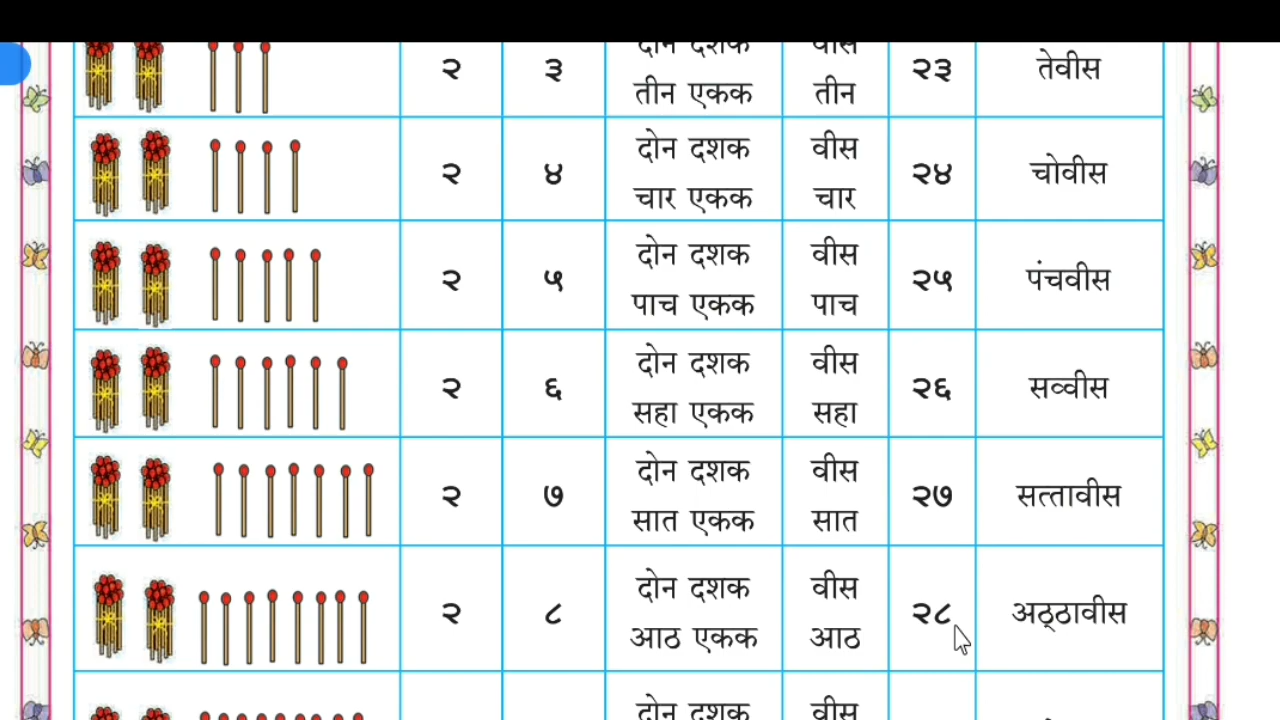 २ ३ दोन दशक वीस २३ तेवीस
तीन एकक तीन
२ ४ दोन दशक वीस २४ चोवीस
चार एकक चार
२ ५ दोन दशक वीस २५ पंचवीस
पाच एकक पाच
२ ६ दोन दशक वीस २६ सव्वीस
सहा एकक सहा
२ ७ दोन दशक वीस २७ सत्तावीस
सात एकक सात
२ ८ दोन दशक वीस २८ अठ्ठावीस
आठ एकक आठ
दोन दशक वीस